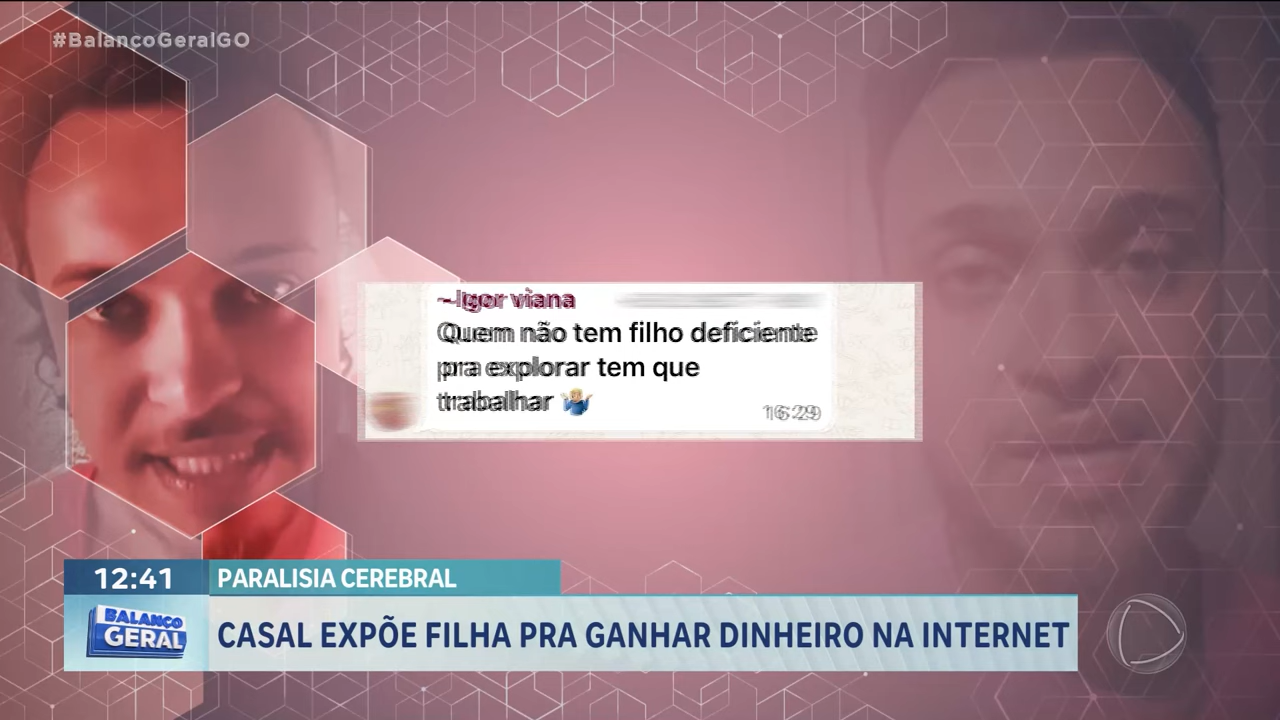 #BalancoGeralGO
~Igor viana
Quem não tem filho deficiente
pra explorar tem que
trabalhar 🤷🏼‍♂️
16:29
12:41
PARALISIA CEREBRAL
BALANÇO
GERAL
CASAL EXPÕE FILHA PRA GANHAR DINHEIRO NA INTERNET